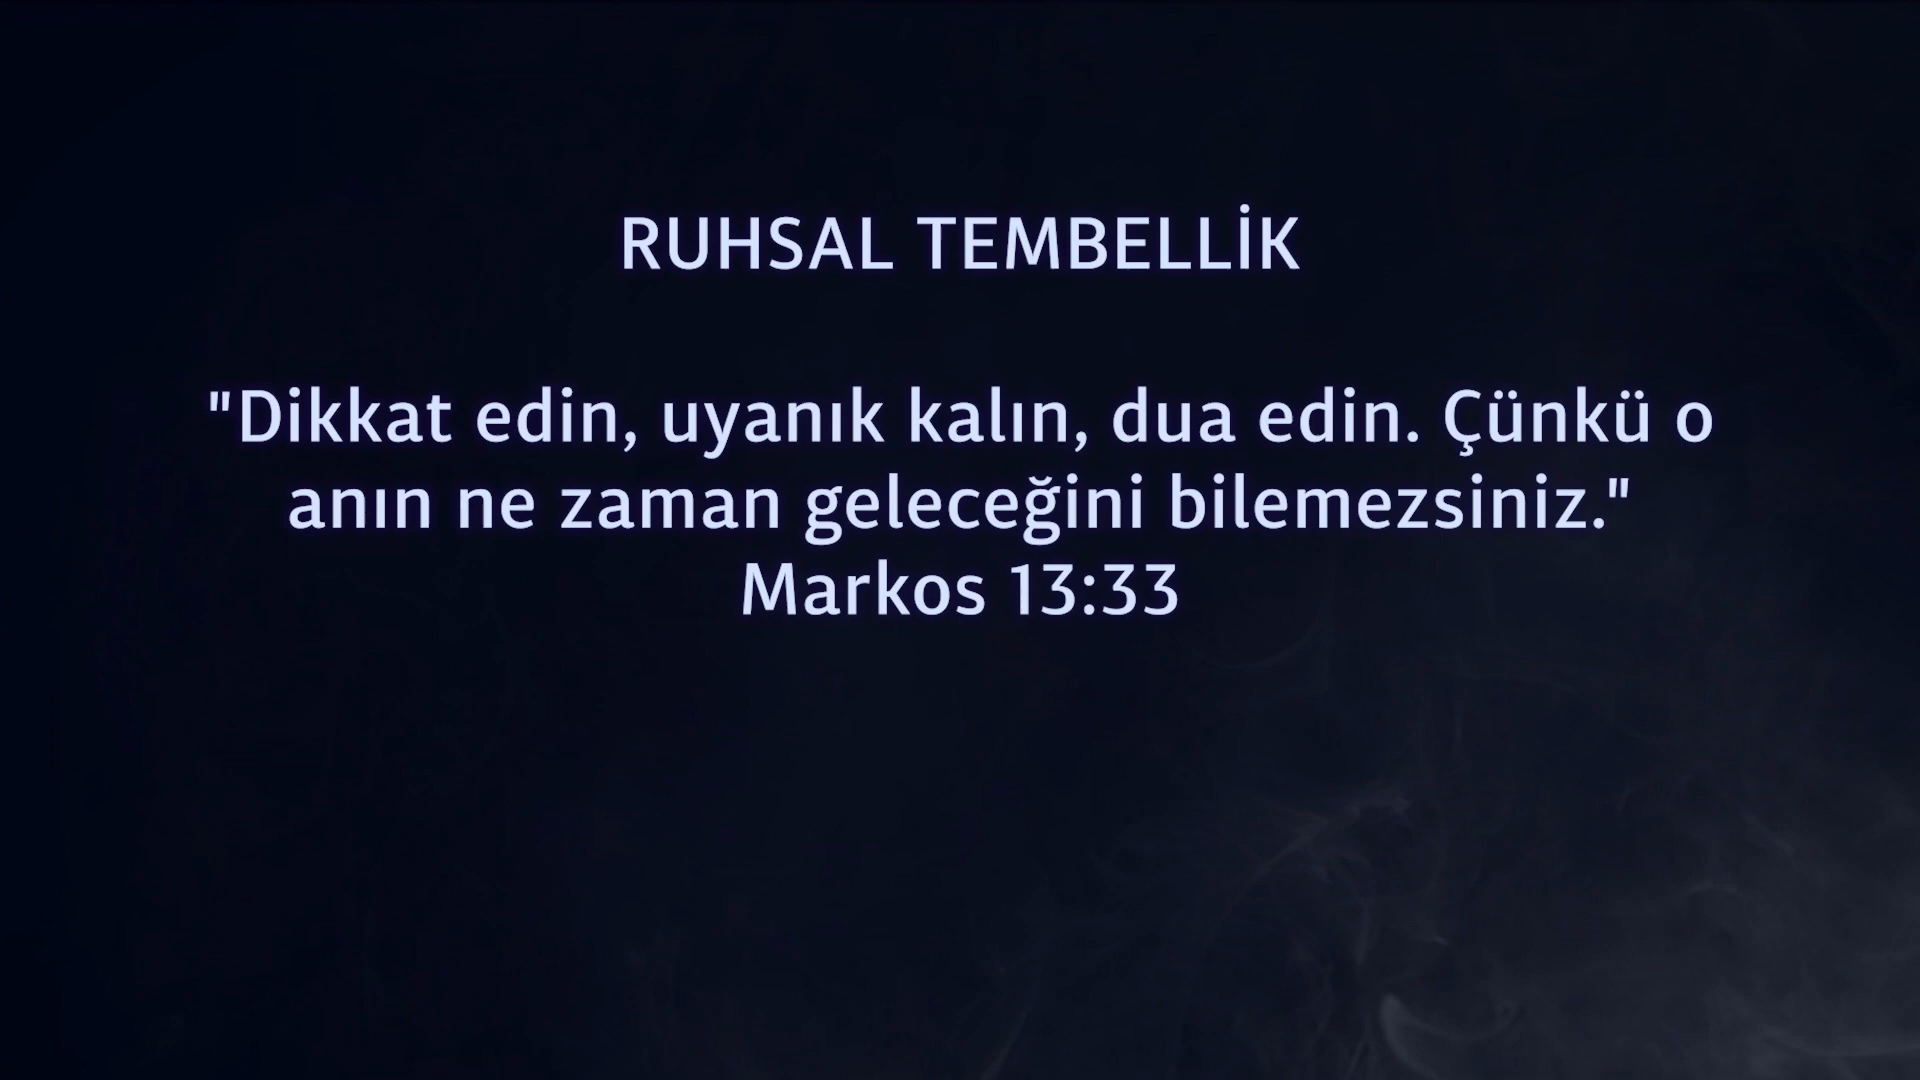 RUHSAL TEMBELLİK
"Dikkat edin, uyanık kalın, dua edin. Çünkü o
anın ne zaman geleceğini bilemezsiniz."
Markos 13:33